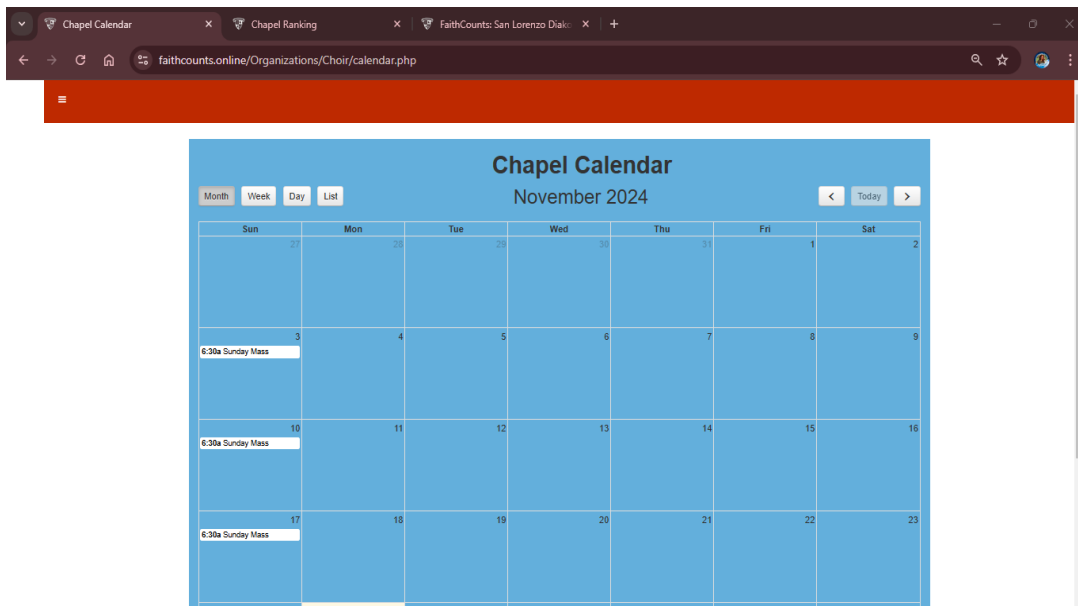 Chapel Calendar
Chapel Ranking
FaithCounts: San Lorenzo Diako
faithcounts.online/Organizations/Choir/calendar.php
Chapel Calendar
Month Week Day List
November 2024
Today
Sun Mon Tue Wed Thu Fri Sat
27 28 29 30 31 1 2
3 4 5 6 7 8 9
6:30a Sunday Mass
10 11 12 13 14 15 16
6:30a Sunday Mass
17 18 19 20 21 22 23
6:30a Sunday Mass